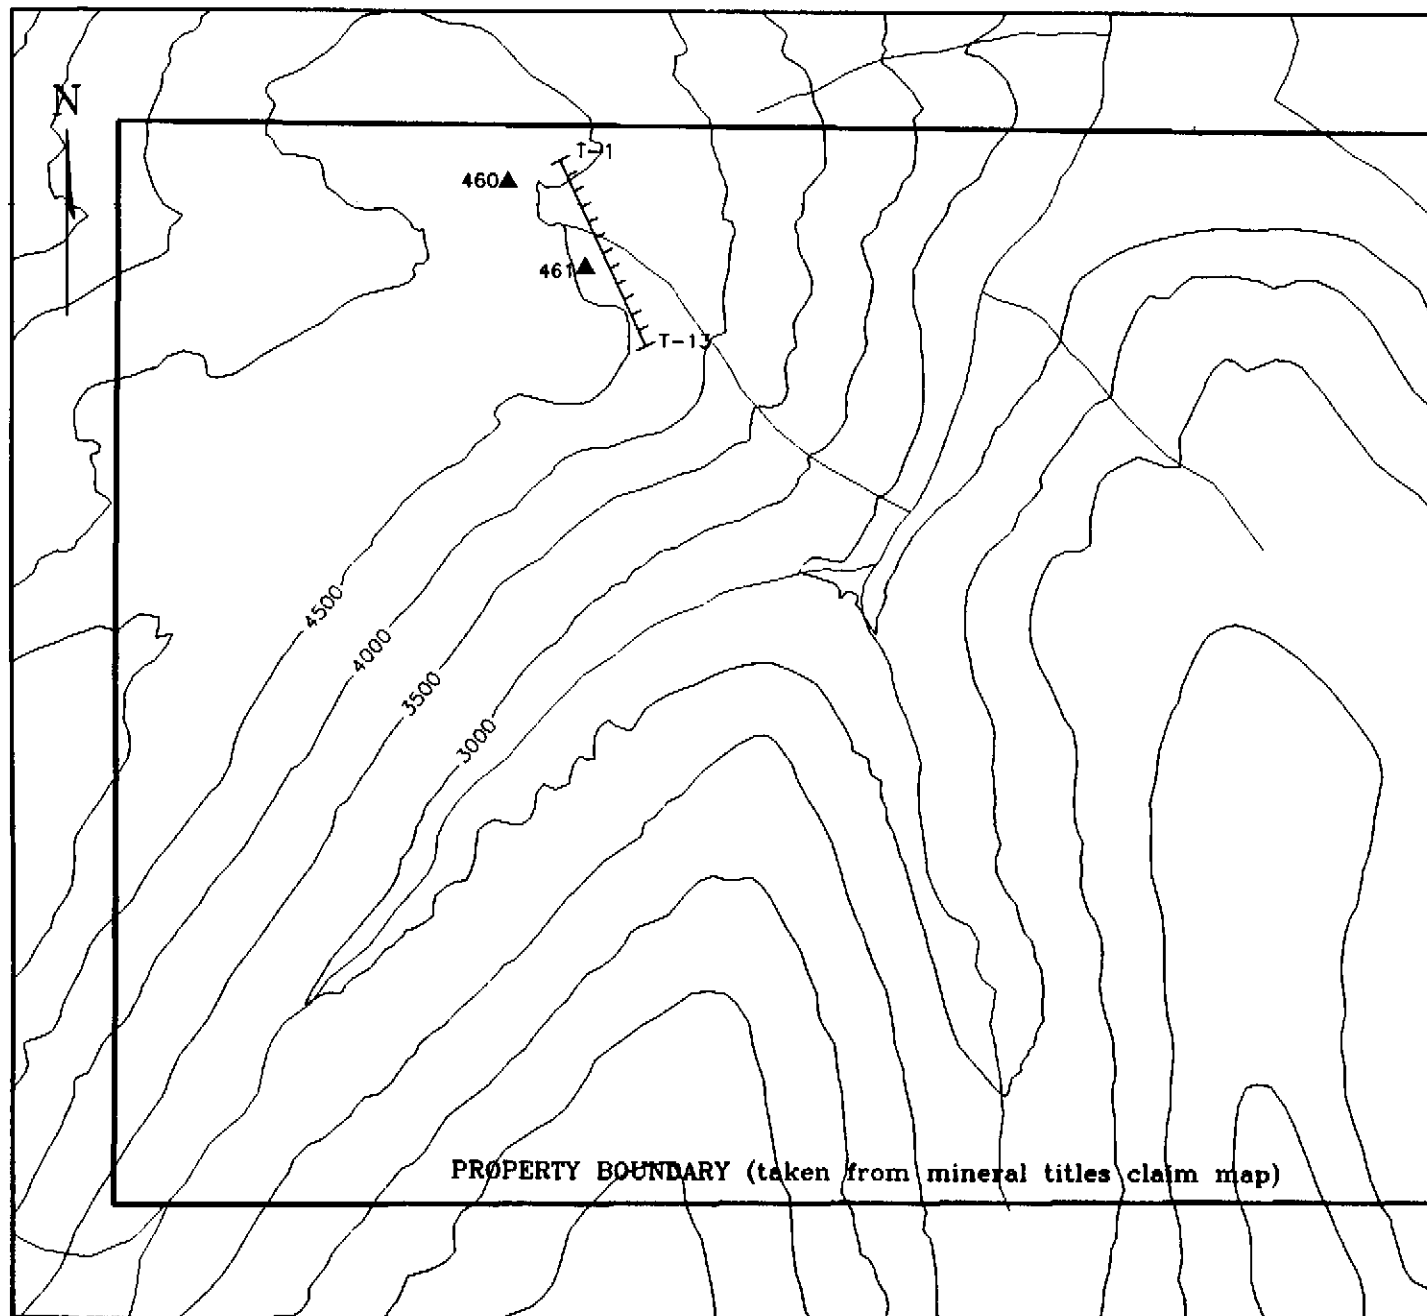 N
T-1
460
461
T-13
4500
4000
3500
3000
PROPERTY BOUNDARY (taken from mineral titles claim map)